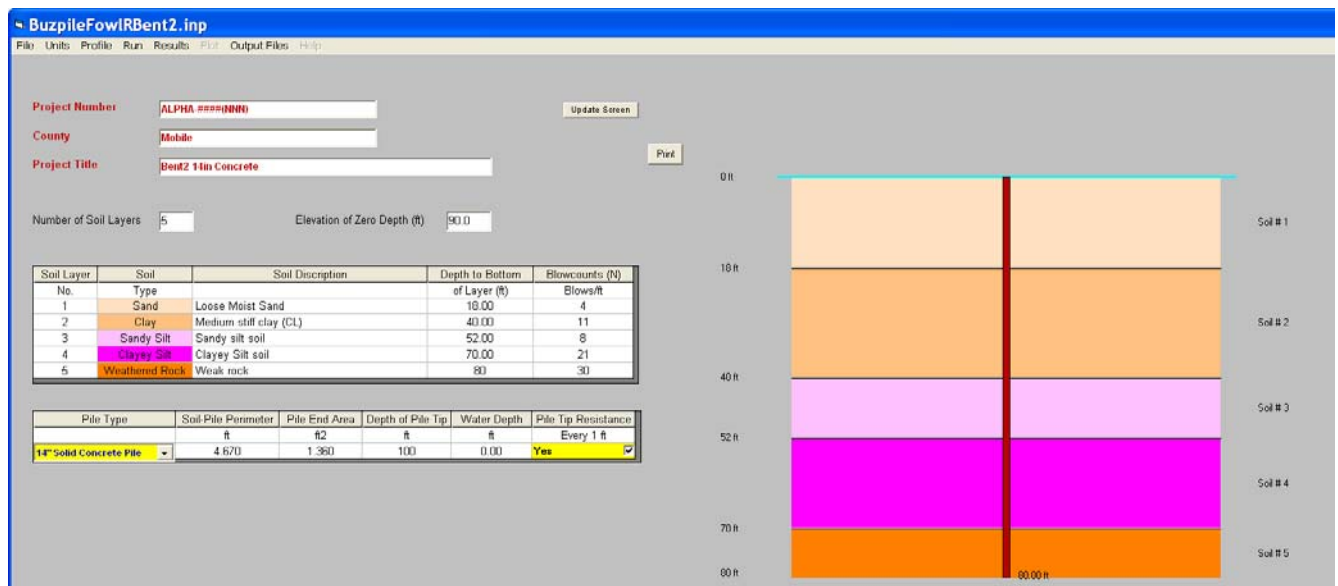 BuzpileFowlRBent2.inp
File Units Profile Run Results Plot Output Files Help
Project Number ALPHA ####(NNN)
Update Screen
County Mobile
Print
Project Title Bent2 14in Concrete
Number of Soil Layers 5 Elevation of Zero Depth (ft) 90.0
Soil Layer Soil Soil Discription Depth to Bottom Blowcounts (N)
No. Type of Layer (ft) Blows/ft
1 Sand Loose Moist Sand 18.00 4
2 Clay Medium stiff clay (CL) 40.00 11
3 Sandy Silt Sandy silt soil 52.00 8
4 Clayey Silt Clayey Silt soil 70.00 21
5 Weathered Rock Weak rock 80 30
Pile Type Soil-Pile Perimeter Pile End Area Depth of Pile Tip Water Depth Pile Tip Resistance
ft ft2 ft ft Every 1 ft
14" Solid Concrete Pile 4.670 1.360 100 0.00 Yes
0 ft
Soil # 1
18 ft
Soil # 2
40 ft
Soil # 3
52 ft
Soil # 4
70 ft
Soil # 5
80 ft
80.00 ft